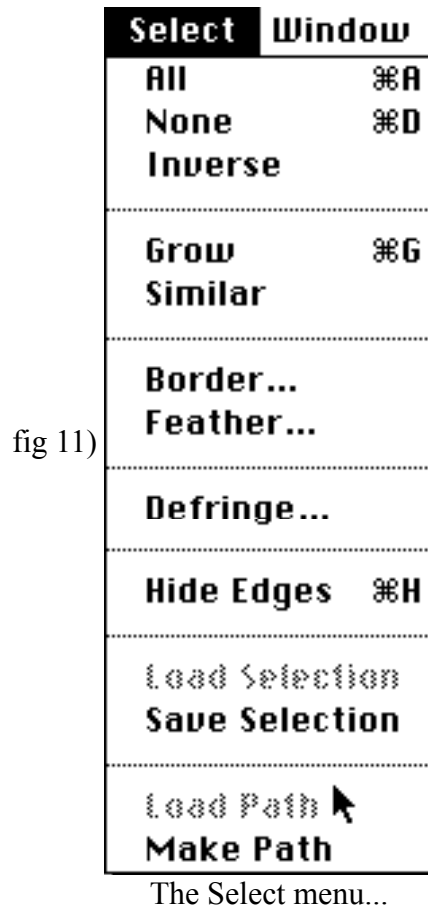 Select Window
All ⌘A
None ⌘D
Inverse
Grow ⌘G
Similar
Border...
Feather...
fig 11)
Defringe...
Hide Edges ⌘H
Load Selection
Save Selection
Load Path
Make Path
The Select menu...